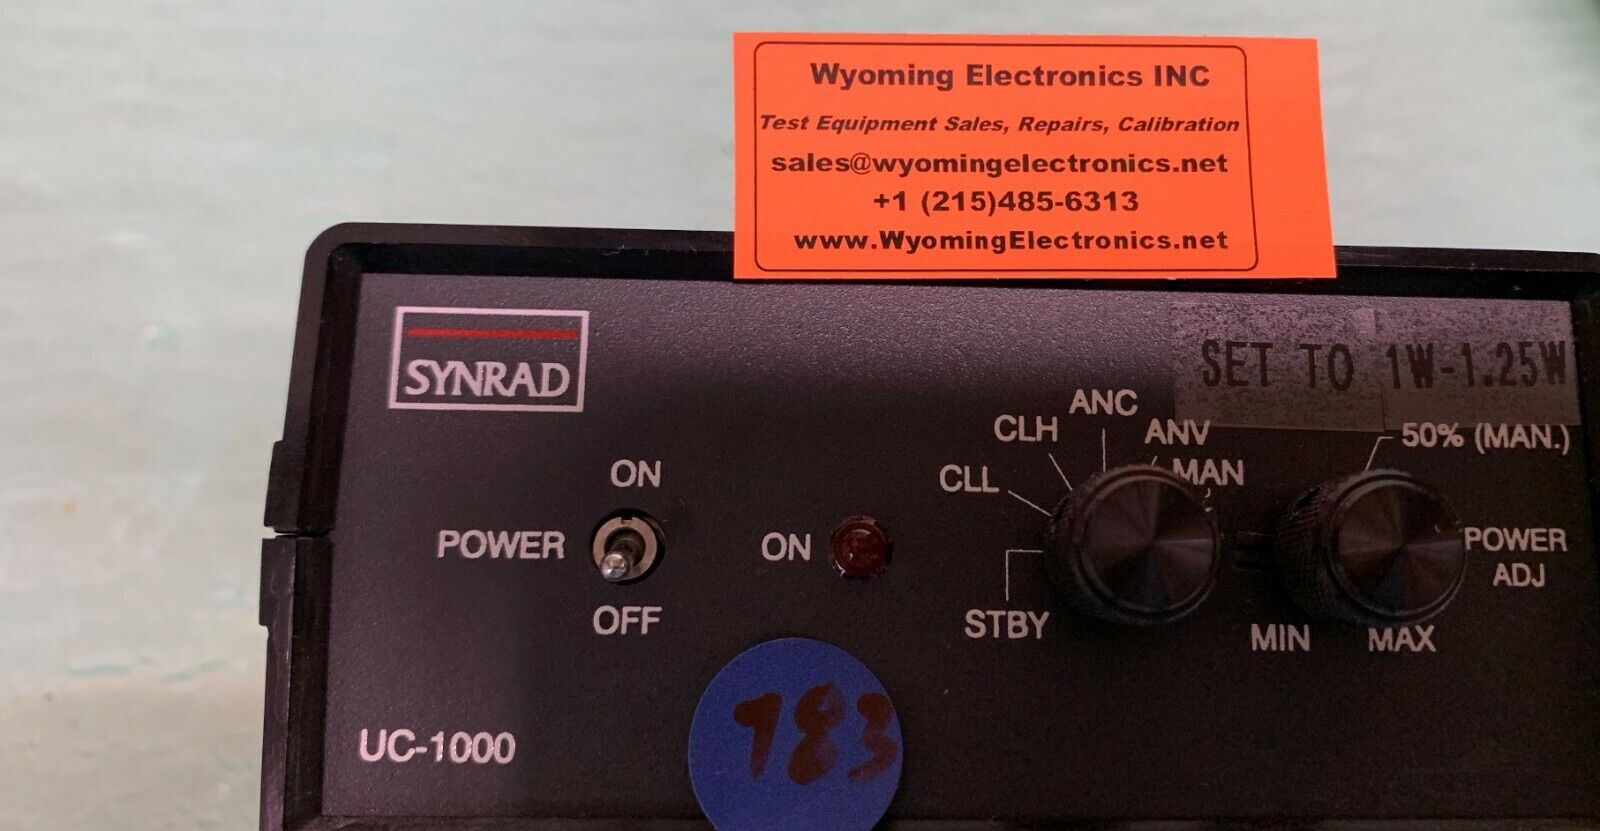 Wyoming Electronics INC
Test Equipment Sales, Repairs, Calibration
sales@wyomingelectronics.net
+1 (215)485-6313
www.WyomingElectronics.net
SYNRAD
SET TO 1W-1.25W
ANC
CLH
ANV
50% (MAN.)
CLL
MAN
ON
POWER
ON
POWER ADJ
OFF
STBY
MIN
MAX
UC-1000
783